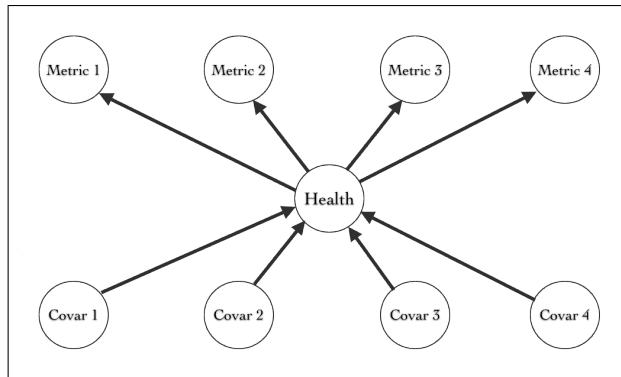 Metric 1
Metric 2
Metric 3
Metric 4
Health
Covar 1
Covar 2
Covar 3
Covar 4